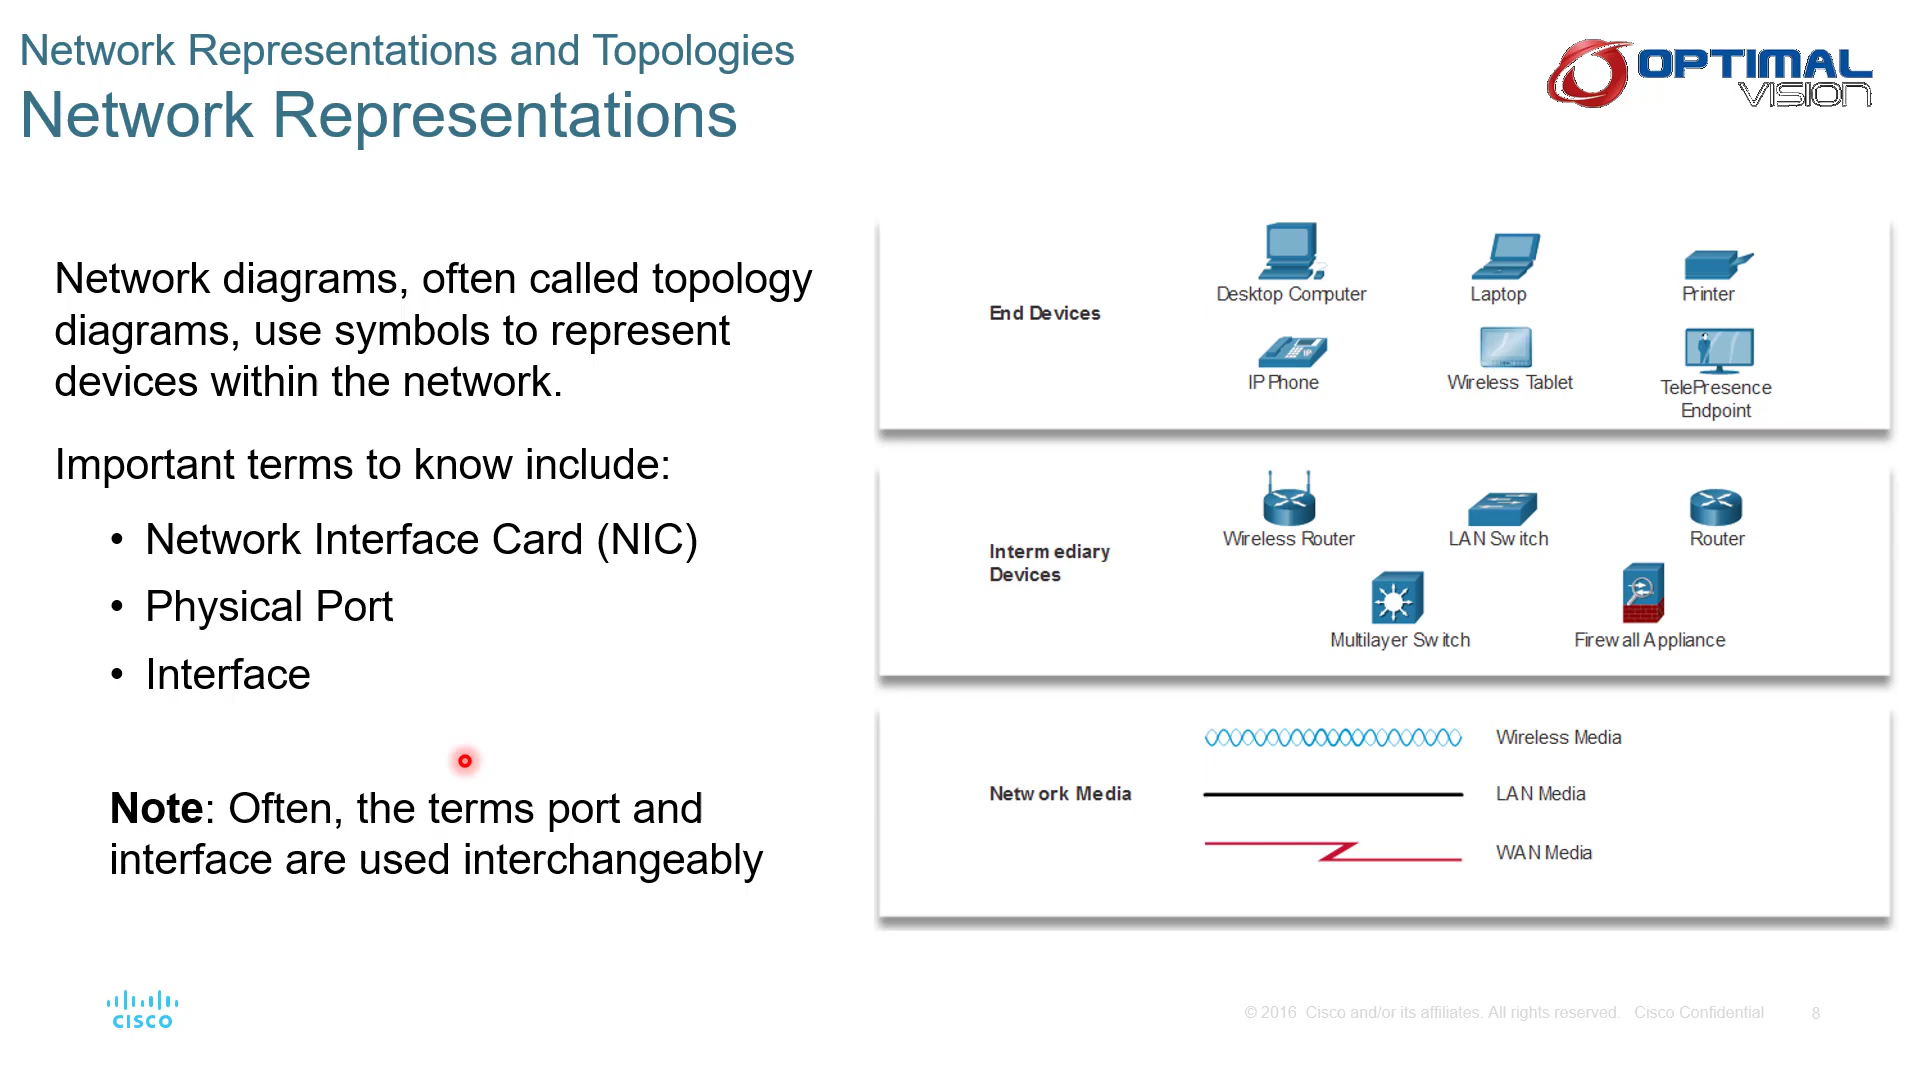 Network Representations and Topologies
Network Representations
OPTIMAL
VISION
Network diagrams, often called topology
diagrams, use symbols to represent
devices within the network.
Important terms to know include:
• Network Interface Card (NIC)
• Physical Port
• Interface
Note: Often, the terms port and
interface are used interchangeably
End Devices
Desktop Computer
Laptop
Printer
IP Phone
Wireless Tablet
TelePresence
Endpoint
Intermediary
Devices
Wireless Router
LAN Switch
Router
Multilayer Switch
Firewall Appliance
Network Media
Wireless Media
LAN Media
WAN Media
CISCO
© 2016 Cisco and/or its affiliates. All rights reserved. Cisco Confidential
8